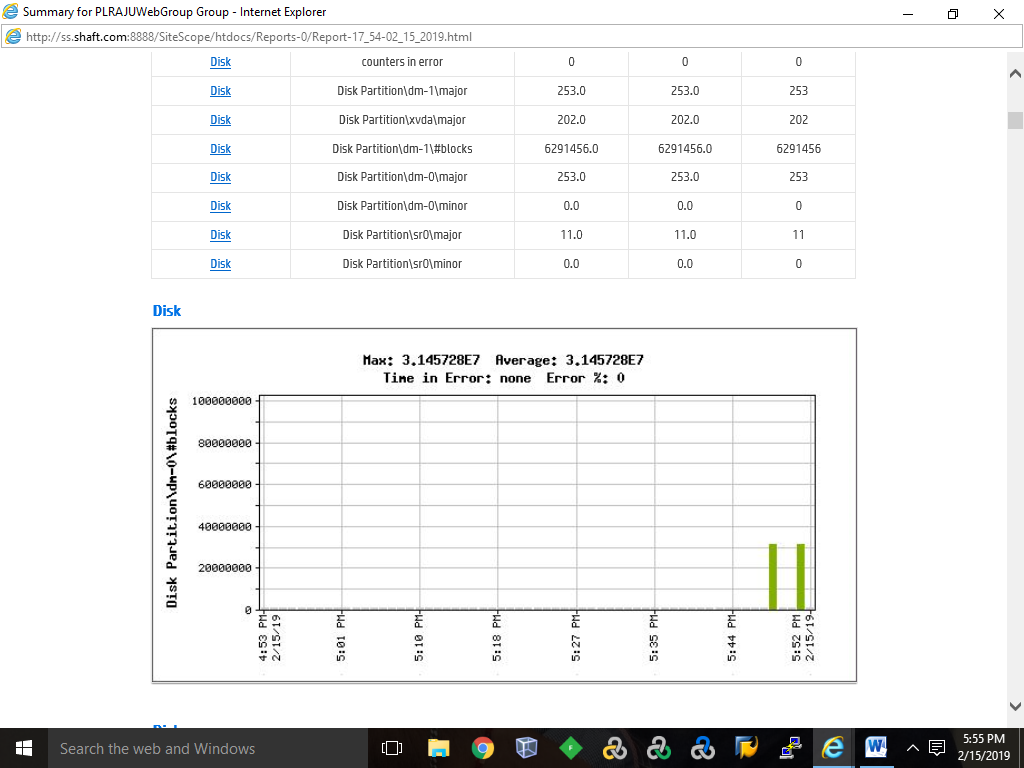 Summary for PLRAJUWebGroup Group - Internet Explorer
http://ss.shaft.com:8888/SiteScope/htdocs/Reports-0/Report-17_54-02_15_2019.html
Disk counters in error 0 0 0
Disk Disk Partition\dm-1\major 253.0 253.0 253
Disk Disk Partition\xvda\major 202.0 202.0 202
Disk Disk Partition\dm-1\#blocks 6291456.0 6291456.0 6291456
Disk Disk Partition\dm-0\major 253.0 253.0 253
Disk Disk Partition\dm-0\minor 0.0 0.0 0
Disk Disk Partition\sr0\major 11.0 11.0 11
Disk Disk Partition\sr0\minor 0.0 0.0 0
Disk
Max: 3.145728E7 Average: 3.145728E7
Time in Error: none Error %: 0
Disk Partition\dm-0\#blocks
100000000
80000000
60000000
40000000
20000000
0
4:53 PM
2/15/19
5:01 PM
5:10 PM
5:18 PM
5:27 PM
5:35 PM
5:44 PM
5:52 PM
2/15/19
Disk
Search the web and Windows
5:55 PM
2/15/2019